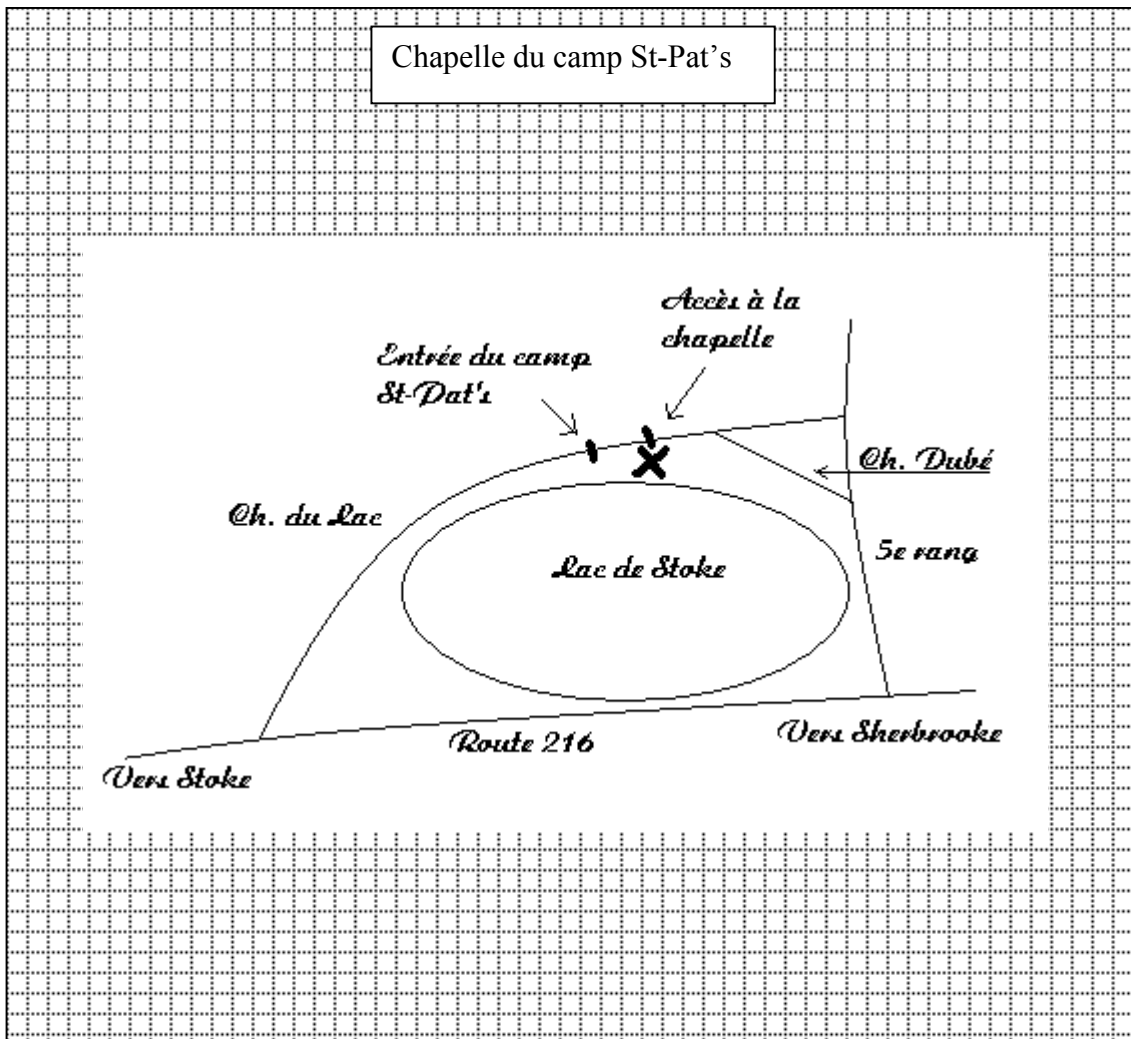 Chapelle du camp St-Pat’s
Accès à la
chapelle
Entrée du camp
St-Pat's
Ch. Dubé
Ch. du Lac
5e rang
Lac de Stoke
Route 216
Vers Sherbrooke
Vers Stoke